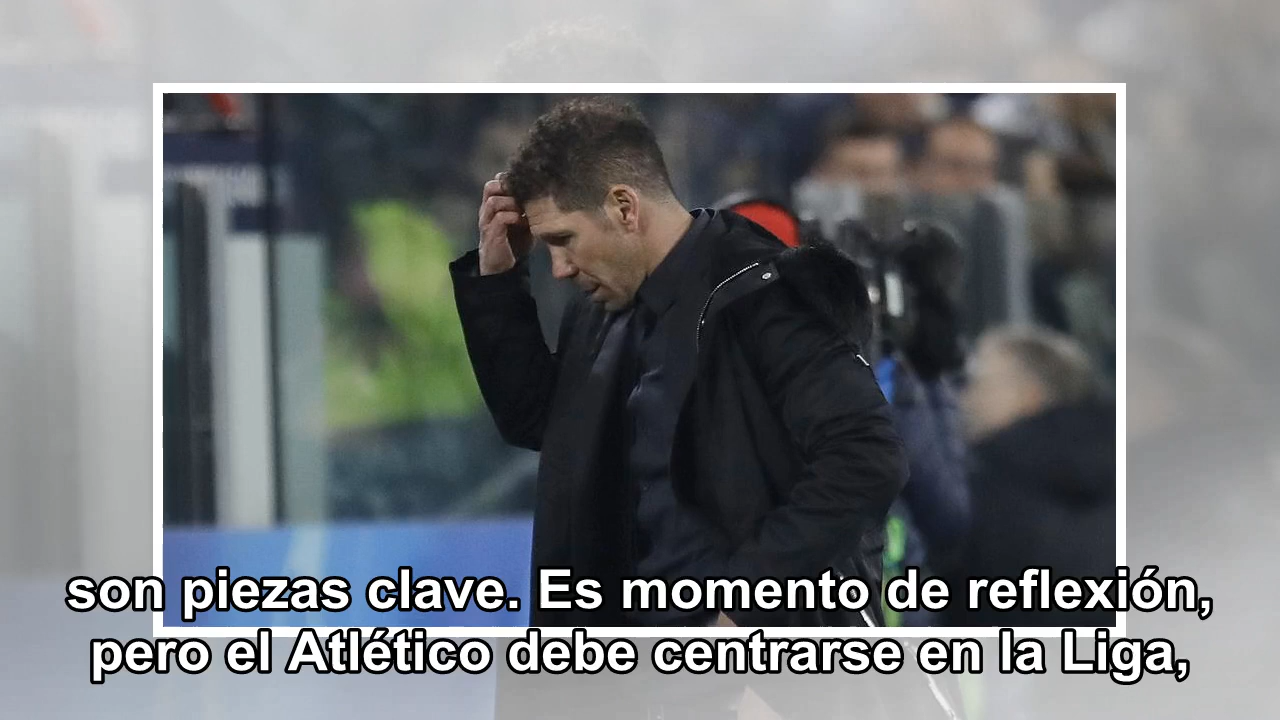 son piezas clave. Es momento de reflexión,
pero el Atlético debe centrarse en la Liga,